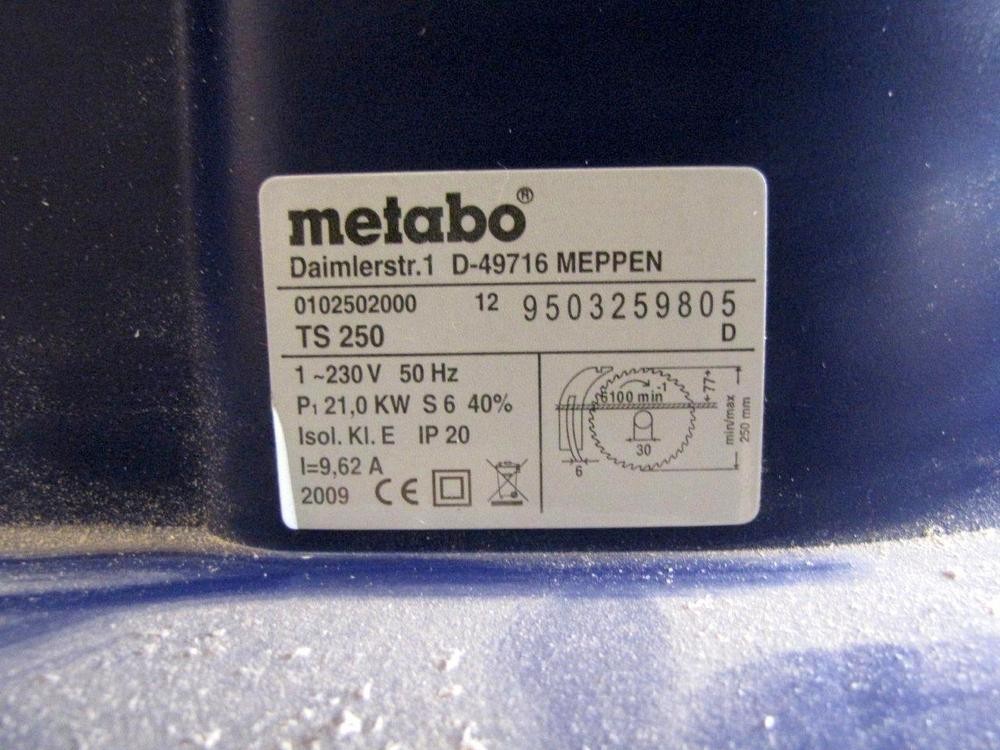 metabo®
Daimlerstr.1 D-49716 MEPPEN
0102502000 12 9503259805
TS 250 D
1 ~230 V 50 Hz
P1 21,0 KW S 6 40%
Isol. Kl. E IP 20
I=9,62 A
2009 CE
5100 min-1
+77+
min/max
250 mm
30
6